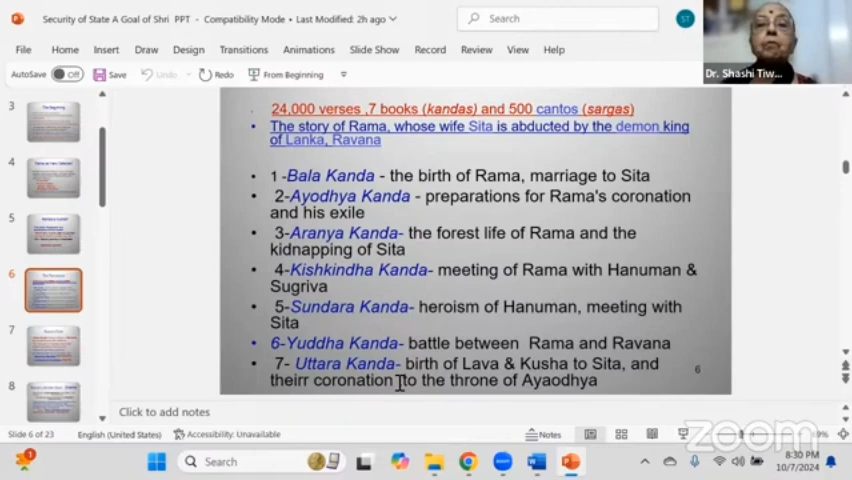 Security of State A Goal of Shri PPT - Compatibility Mode • Last Modified: 2h ago
Search
ST
File Home Insert Draw Design Transitions Animations Slide Show Record Review View Help
AutoSave Off Save Undo Redo From Beginning
Dr. Shashi Tiw...
3
4
5
6
7
8
24,000 verses ,7 books (kandas) and 500 cantos (sargas)
• The story of Rama, whose wife Sita is abducted by the demon king
of Lanka, Ravana
• 1 -Bala Kanda - the birth of Rama, marriage to Sita
• 2-Ayodhya Kanda - preparations for Rama's coronation
and his exile
• 3-Aranya Kanda- the forest life of Rama and the
kidnapping of Sita
• 4-Kishkindha Kanda- meeting of Rama with Hanuman &
Sugriva
• 5-Sundara Kanda- heroism of Hanuman, meeting with
Sita
• 6-Yuddha Kanda- battle between Rama and Ravana
• 7- Uttara Kanda- birth of Lava & Kusha to Sita, and
theirr coronation to the throne of Ayaodhya
6
Click to add notes
Slide 6 of 23 English (United States) Accessibility: Unavailable Notes
zoom
1
Search
8:30 PM
10/7/2024